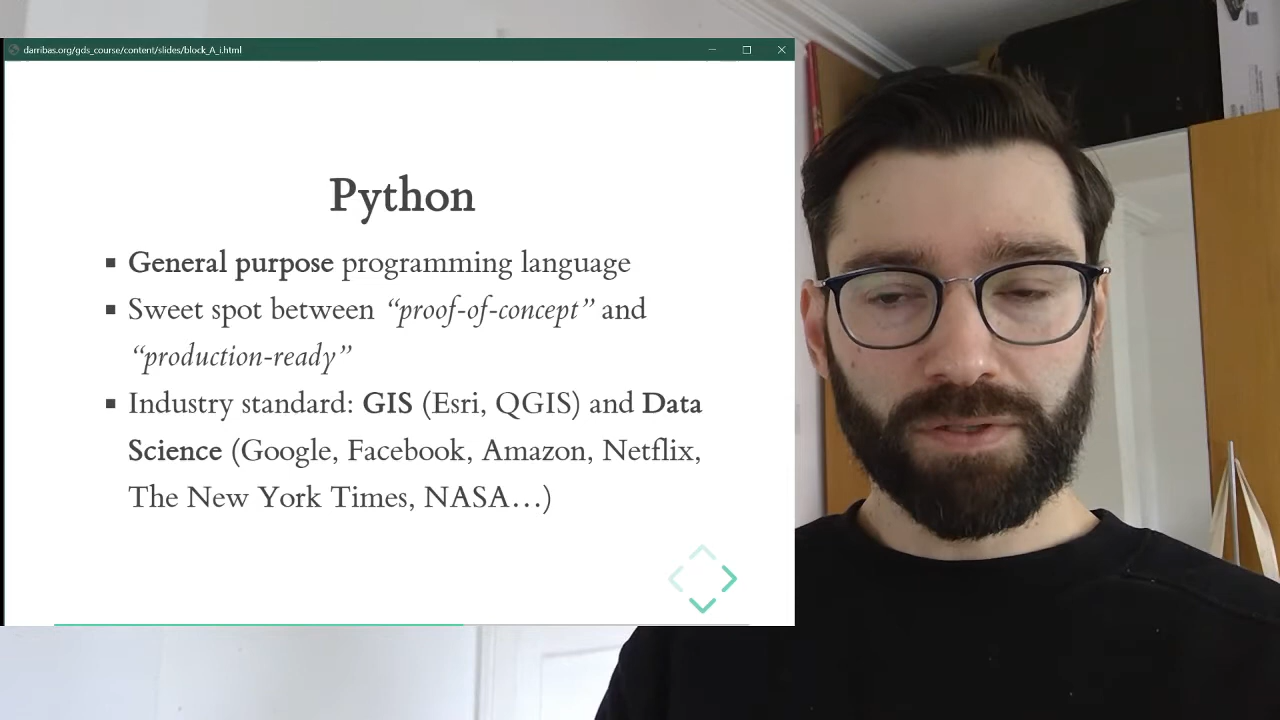 darribas.org/gds_course/content/slides/block_A_i.html
Python
General purpose programming language
Sweet spot between “proof-of-concept” and
“production-ready”
Industry standard: GIS (Esri, QGIS) and Data
Science (Google, Facebook, Amazon, Netflix,
The New York Times, NASA…)